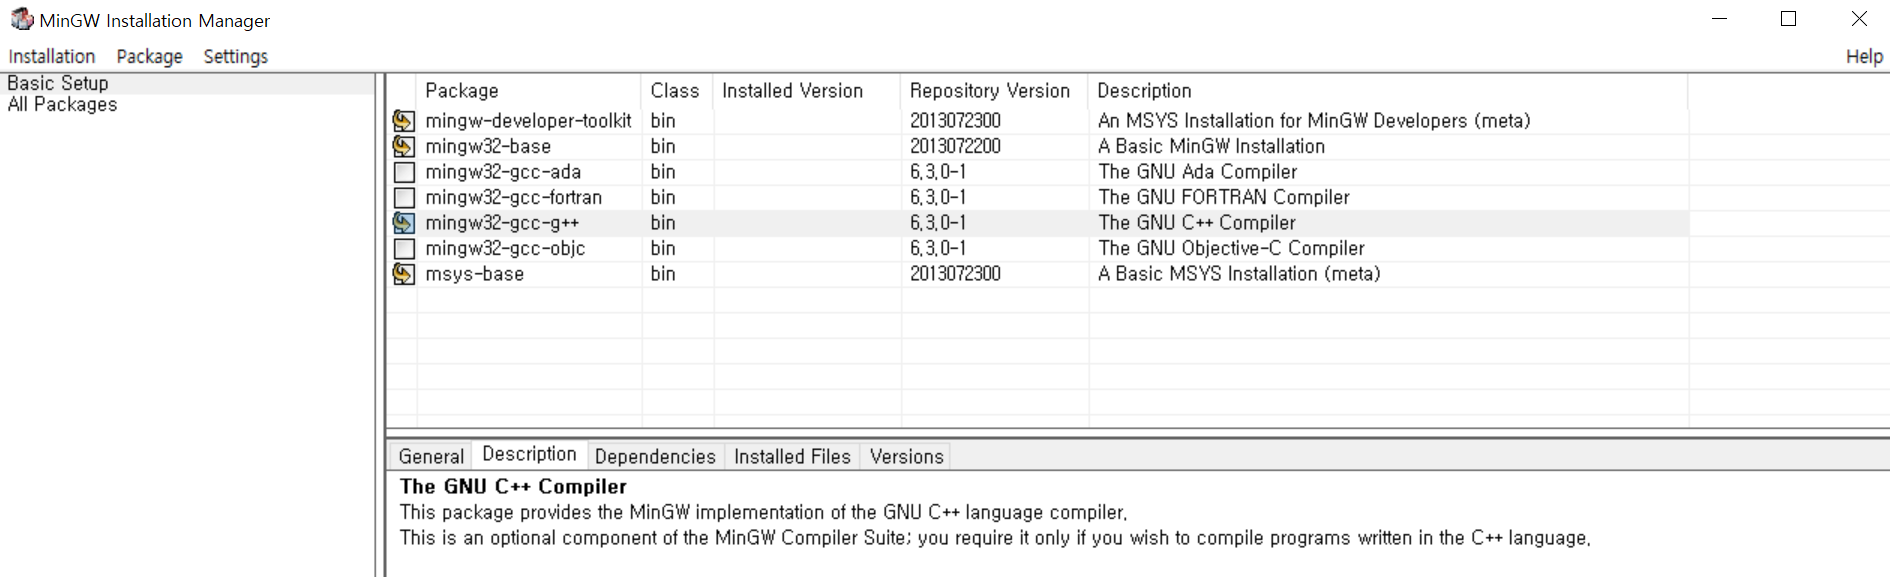 MinGW Installation Manager
Installation Package Settings Help
Basic Setup
All Packages
Package Class Installed Version Repository Version Description
mingw-developer-toolkit bin 2013072300 An MSYS Installation for MinGW Developers (meta)
mingw32-base bin 2013072200 A Basic MinGW Installation
mingw32-gcc-ada bin 6.3.0-1 The GNU Ada Compiler
mingw32-gcc-fortran bin 6.3.0-1 The GNU FORTRAN Compiler
mingw32-gcc-g++ bin 6.3.0-1 The GNU C++ Compiler
mingw32-gcc-objc bin 6.3.0-1 The GNU Objective-C Compiler
msys-base bin 2013072300 A Basic MSYS Installation (meta)
General Description Dependencies Installed Files Versions
The GNU C++ Compiler
This package provides the MinGW implementation of the GNU C++ language compiler.
This is an optional component of the MinGW Compiler Suite; you require it only if you wish to compile programs written in the C++ language.